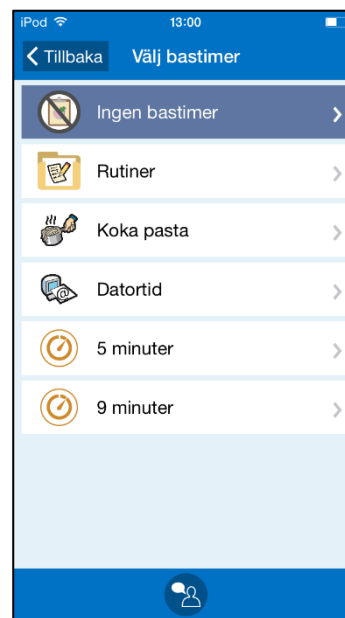 iPod 13:00
Tillbaka Välj bastimer
Ingen bastimer
Rutiner
Koka pasta
Datortid
5 minuter
9 minuter